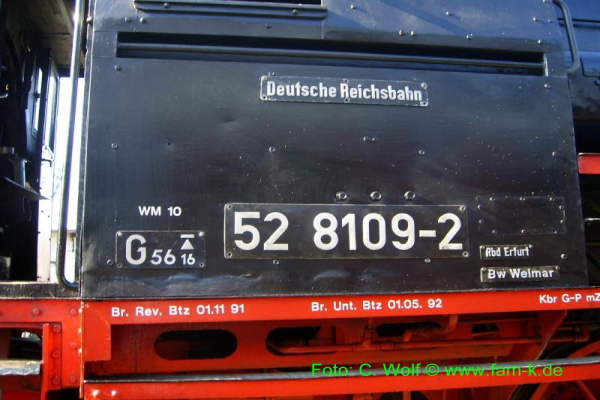 Deutsche Reichsbahn
WM 10
52 8109-2
G 56 16
Rbd Erfurt
Bw Weimar
Br. Rev. Btz 01.11 91
Br. Unt. Btz 01.05. 92
Kbr G-P mZ
Foto: C. Wolf © www.fam-k.de